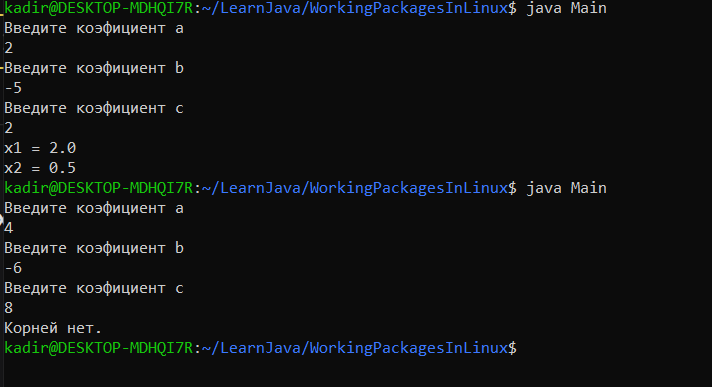 kadir@DESKTOP-MDHQI7R:~/LearnJava/WorkingPackagesInLinux$ java Main
Введите коэфициент a
2
Введите коэфициент b
-5
Введите коэфициент c
2
x1 = 2.0
x2 = 0.5
kadir@DESKTOP-MDHQI7R:~/LearnJava/WorkingPackagesInLinux$ java Main
Введите коэфициент a
4
Введите коэфициент b
-6
Введите коэфициент c
8
Корней нет.
kadir@DESKTOP-MDHQI7R:~/LearnJava/WorkingPackagesInLinux$